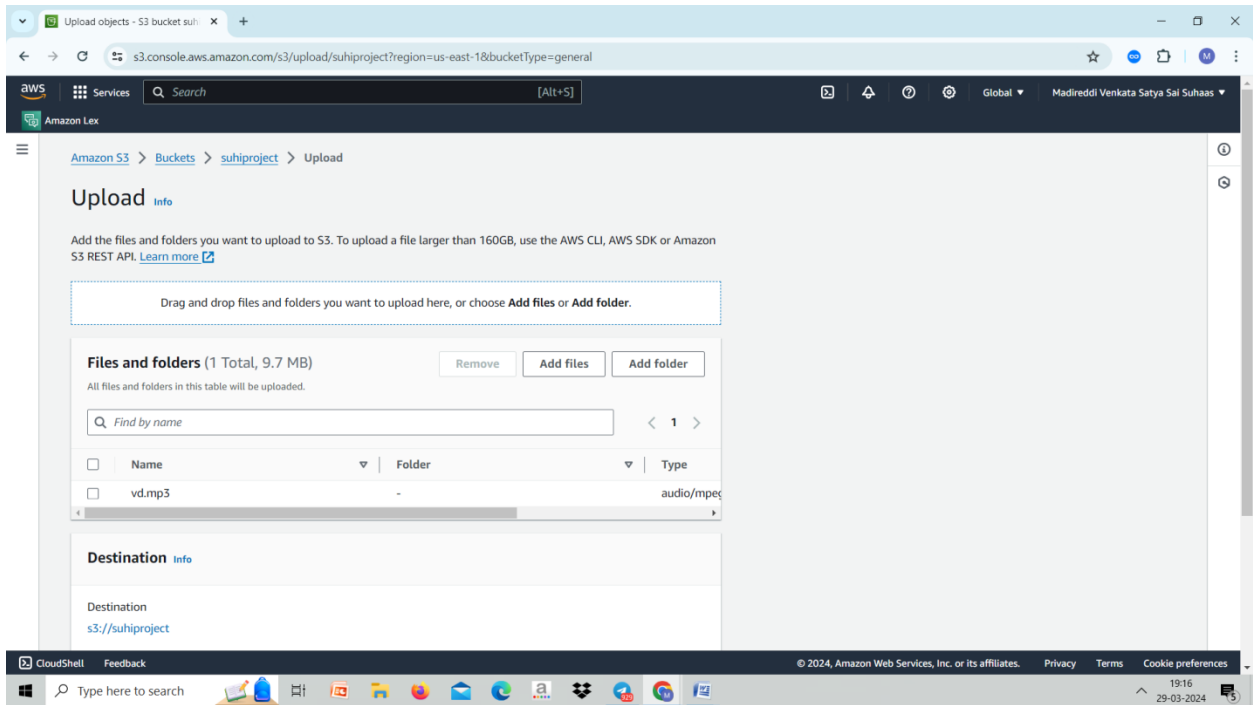 Upload objects - S3 bucket suhi
s3.console.aws.amazon.com/s3/upload/suhiproject?region=us-east-1&bucketType=general
M
aws
Services
Search
[Alt+S]
Global
Madireddi Venkata Satya Sai Suhaas
Amazon Lex
Amazon S3 > Buckets > suhiproject > Upload
Upload Info
Add the files and folders you want to upload to S3. To upload a file larger than 160GB, use the AWS CLI, AWS SDK or Amazon
S3 REST API. Learn more
Drag and drop files and folders you want to upload here, or choose Add files or Add folder.
Files and folders (1 Total, 9.7 MB)
Remove
Add files
Add folder
All files and folders in this table will be uploaded.
Find by name
1
Name
Folder
Type
vd.mp3
-
audio/mpeg
Destination Info
Destination
s3://suhiproject
CloudShell
Feedback
© 2024, Amazon Web Services, Inc. or its affiliates.
Privacy
Terms
Cookie preferences
Type here to search
19:16
29-03-2024
5